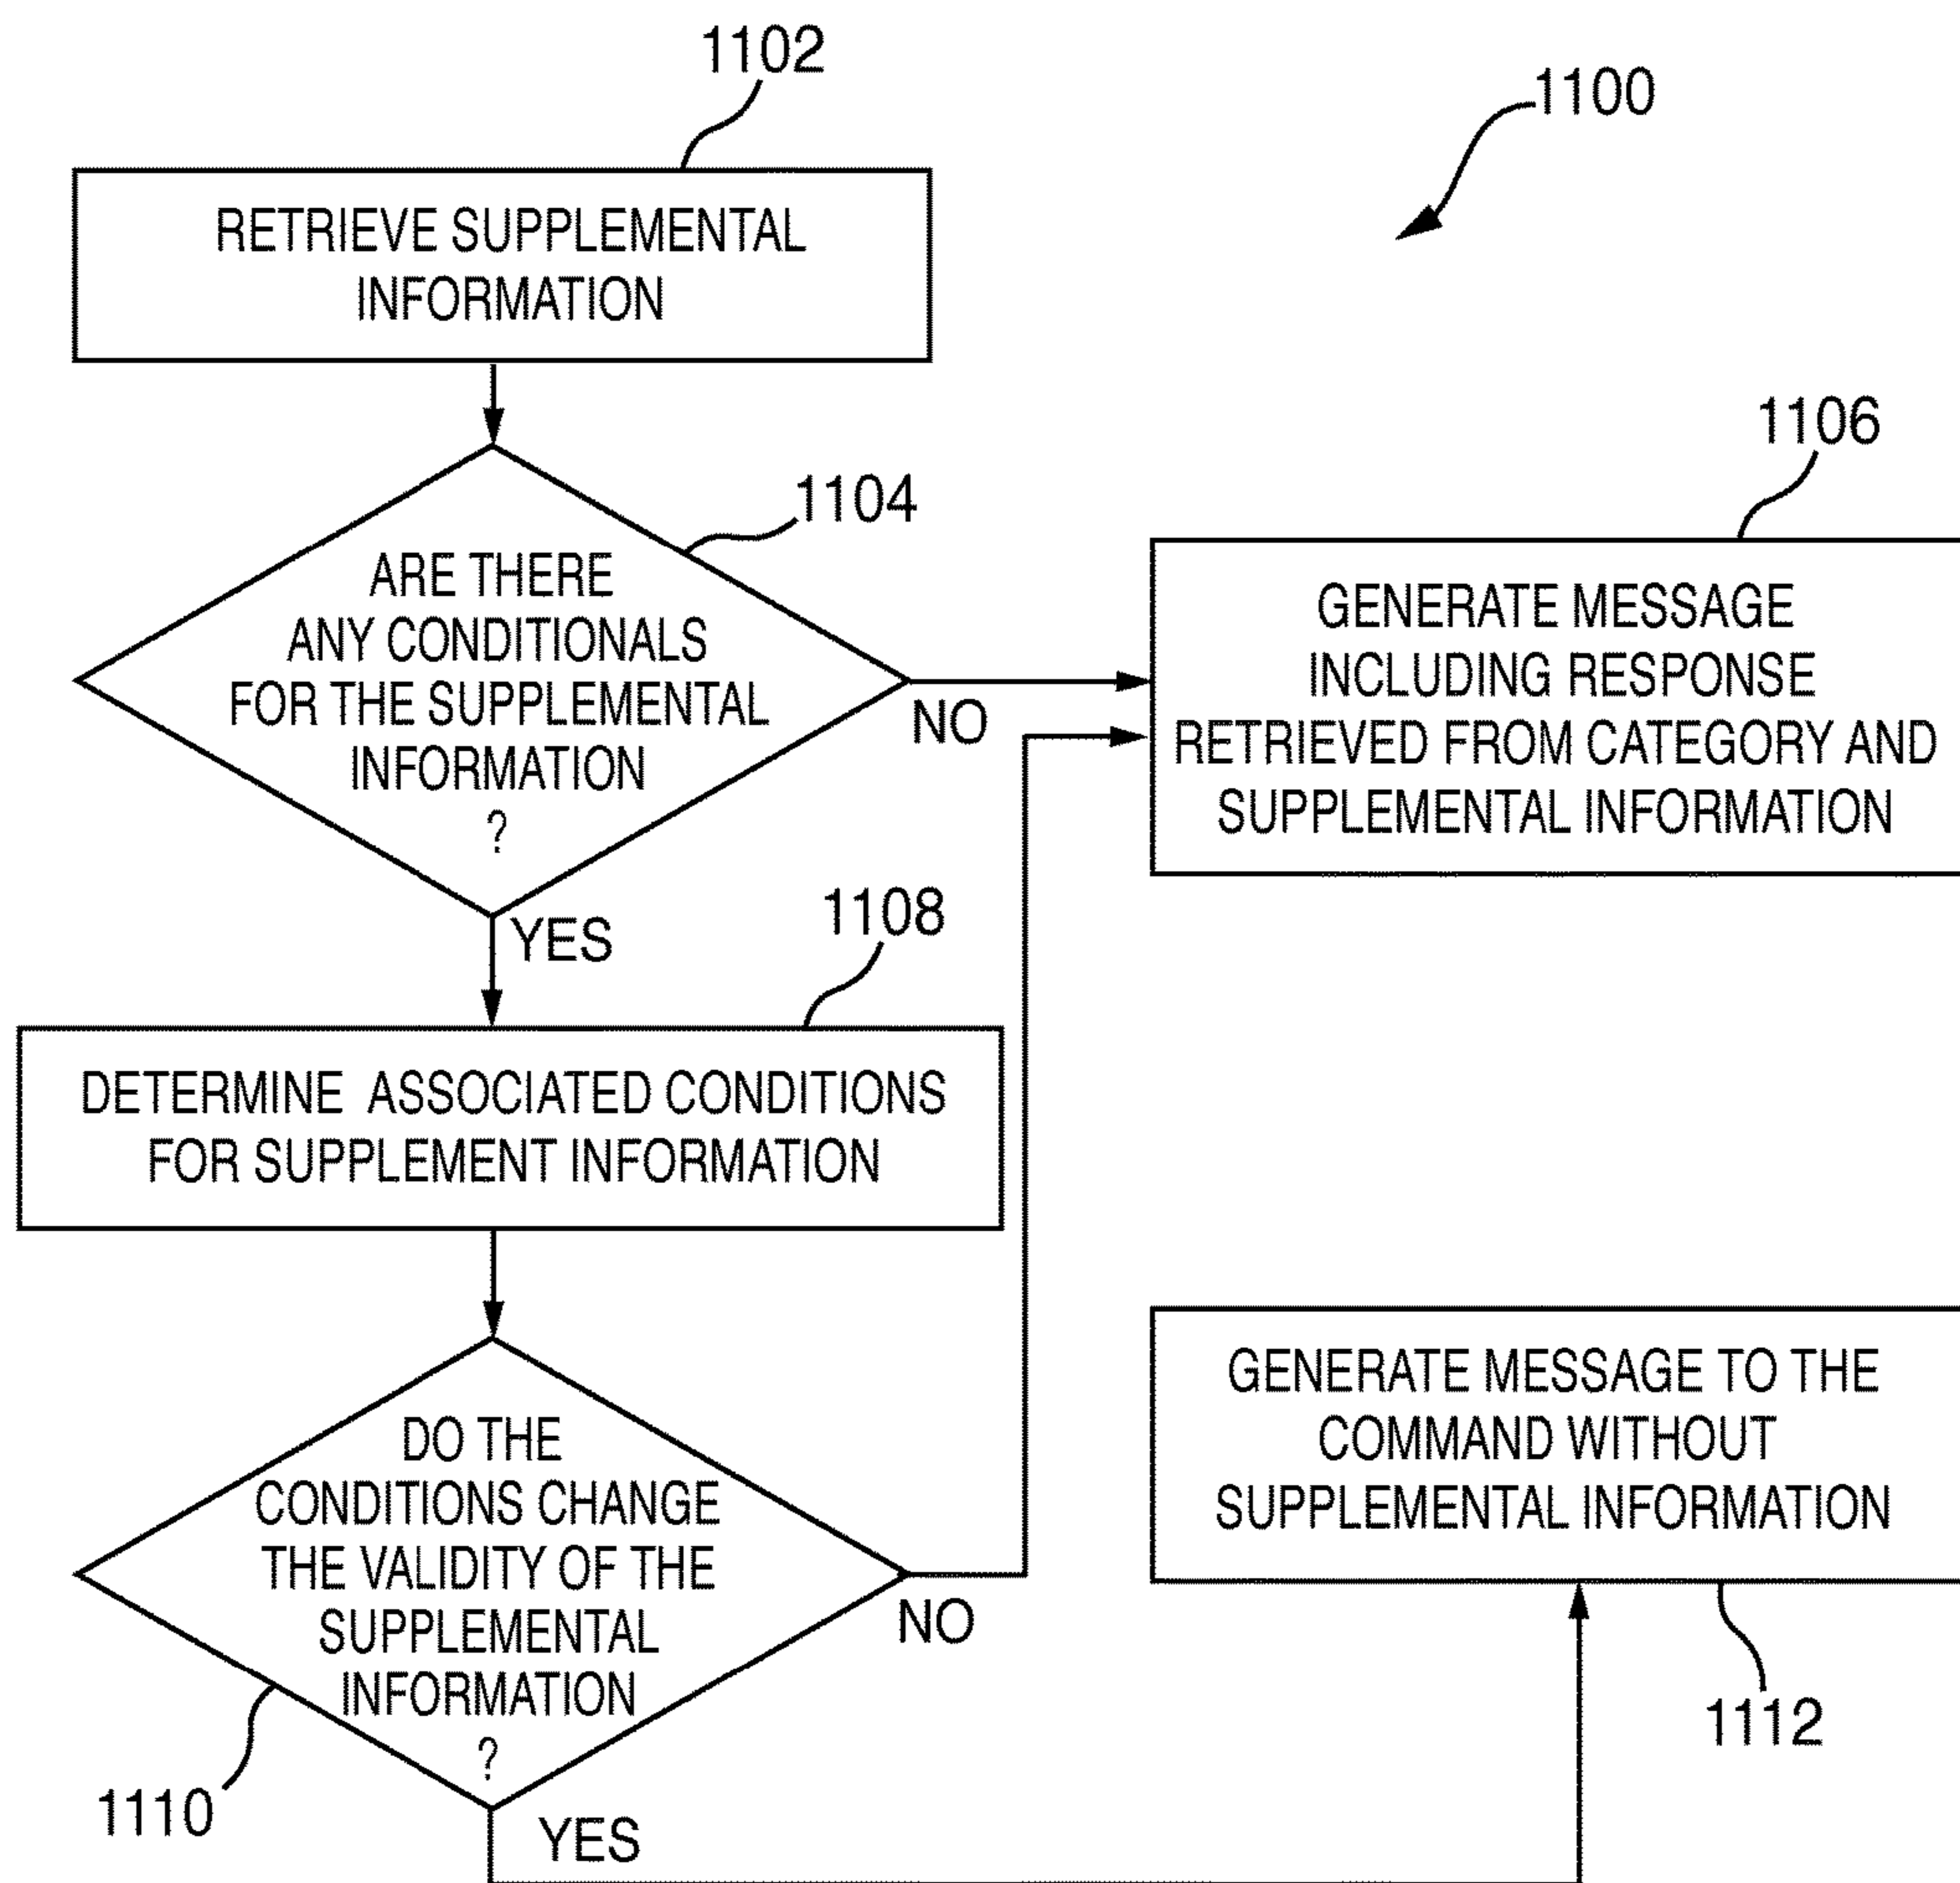 1102
1100
RETRIEVE SUPPLEMENTAL
INFORMATION
1104
ARE THERE
ANY CONDITIONALS
FOR THE SUPPLEMENTAL
INFORMATION
?
NO
YES
1106
GENERATE MESSAGE
INCLUDING RESPONSE
RETRIEVED FROM CATEGORY AND
SUPPLEMENTAL INFORMATION
1108
DETERMINE ASSOCIATED CONDITIONS
FOR SUPPLEMENT INFORMATION
DO THE
CONDITIONS CHANGE
THE VALIDITY OF THE
SUPPLEMENTAL
INFORMATION
?
NO
1110
YES
GENERATE MESSAGE TO THE
COMMAND WITHOUT
SUPPLEMENTAL INFORMATION
1112